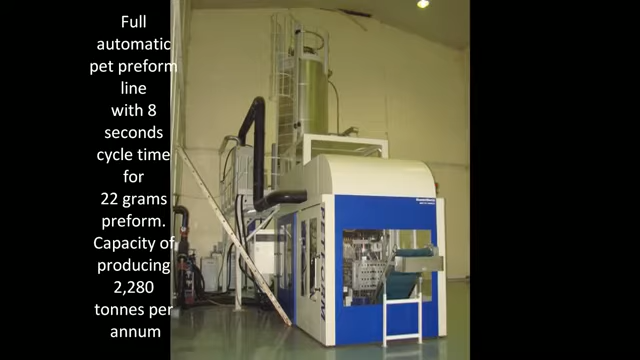 Full
automatic
pet preform
line
with 8
seconds
cycle time
for
22 grams
preform.
Capacity of
producing
2,280
tonnes per
annum